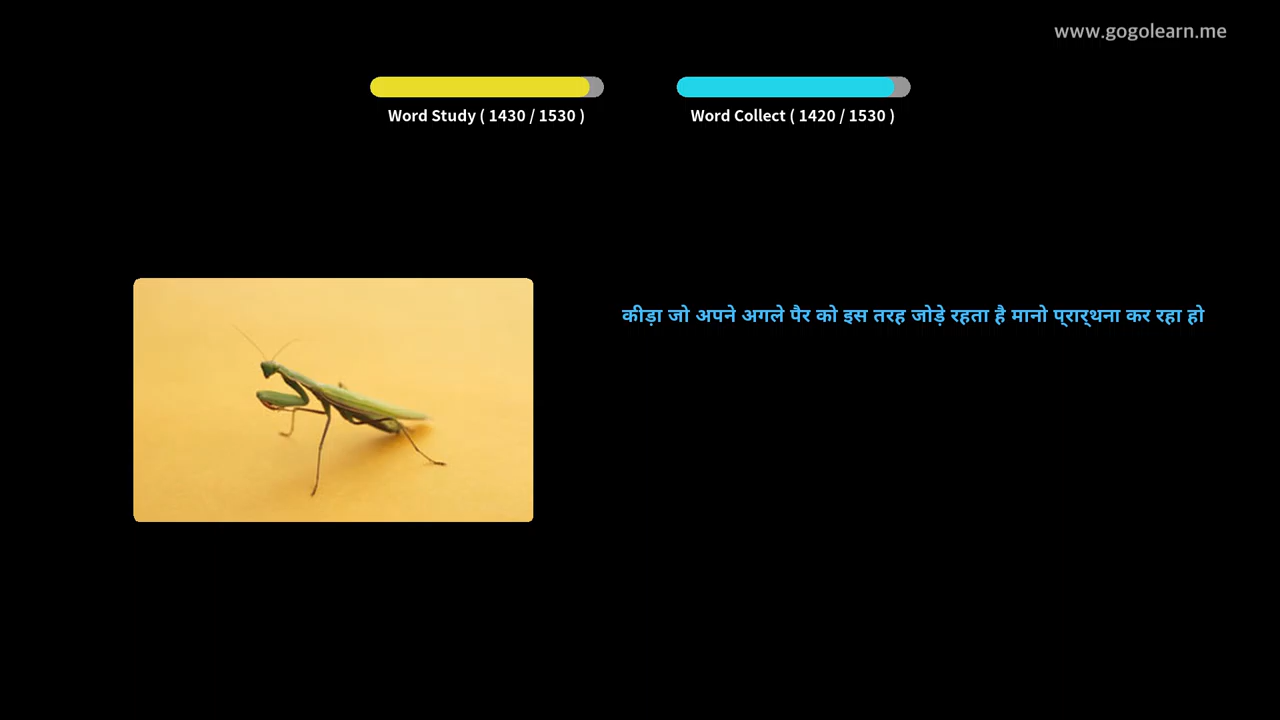 www.gogolearn.me
Word Study ( 1430 / 1530 )
Word Collect ( 1420 / 1530 )
कीड़ा जो अपने अगले पैर को इस तरह जोड़े रहता है मानो प्रार्थना कर रहा हो